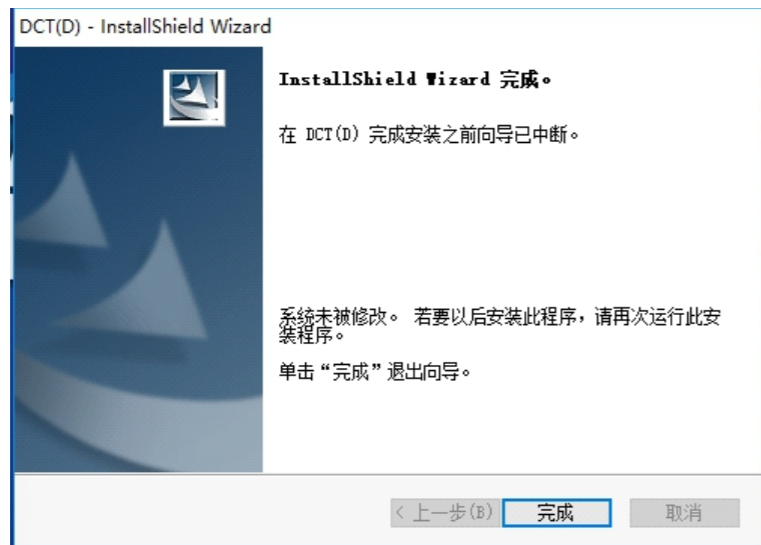 DCT(D) - InstallShield Wizard
InstallShield Wizard 完成。
在 DCT(D) 完成安装之前向导已中断。
系统未被修改。 若要以后安装此程序，请再次运行此安
装程序。
单击“完成”退出向导。
< 上一步(B) 完成 取消